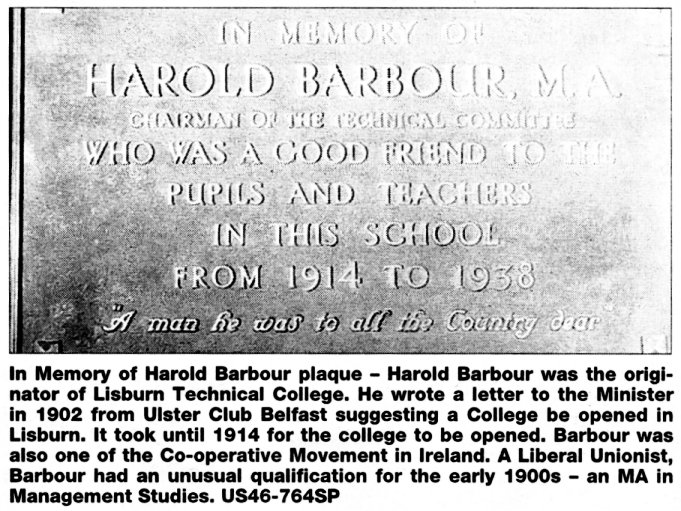 IN MEMORY OF
HAROLD BARBOUR, M.A.
CHAIRMAN OF THE TECHNICAL COMMITTEE
WHO WAS A GOOD FRIEND TO THE
PUPILS AND TEACHERS
IN THIS SCHOOL
FROM 1914 TO 1938
"A man he was to all the Country dear"
In Memory of Harold Barbour plaque – Harold Barbour was the origi-
nator of Lisburn Technical College. He wrote a letter to the Minister
in 1902 from Ulster Club Belfast suggesting a College be opened in
Lisburn. It took until 1914 for the college to be opened. Barbour was
also one of the Co-operative Movement in Ireland. A Liberal Unionist,
Barbour had an unusual qualification for the early 1900s – an MA in
Management Studies. US46-764SP